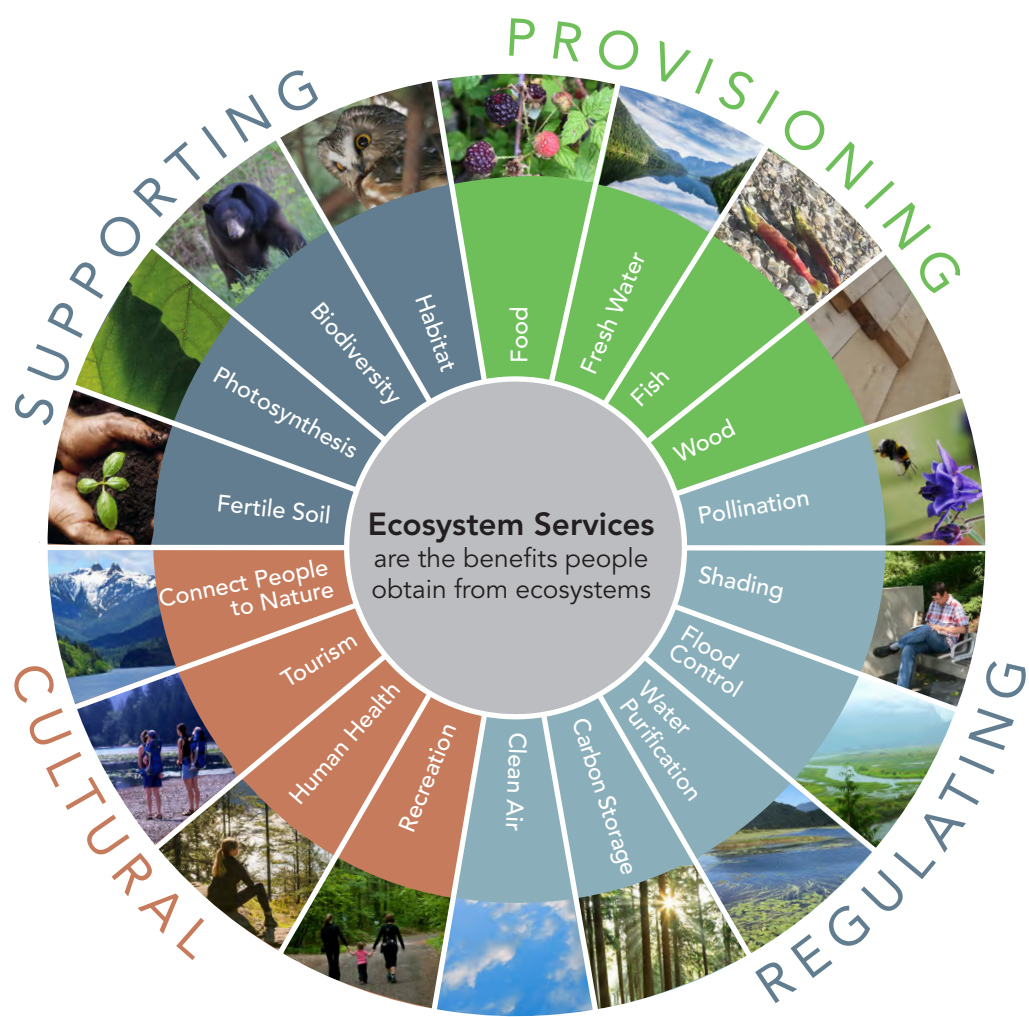 PROVISIONING
Food
Fresh Water
Fish
Wood
REGULATING
Pollination
Shading
Flood
Control
Water
Purification
Carbon Storage
Clean Air
CULTURAL
Recreation
Human Health
Tourism
Connect People
to Nature
SUPPORTING
Fertile Soil
Photosynthesis
Biodiversity
Habitat
Ecosystem Services
are the benefits people
obtain from ecosystems